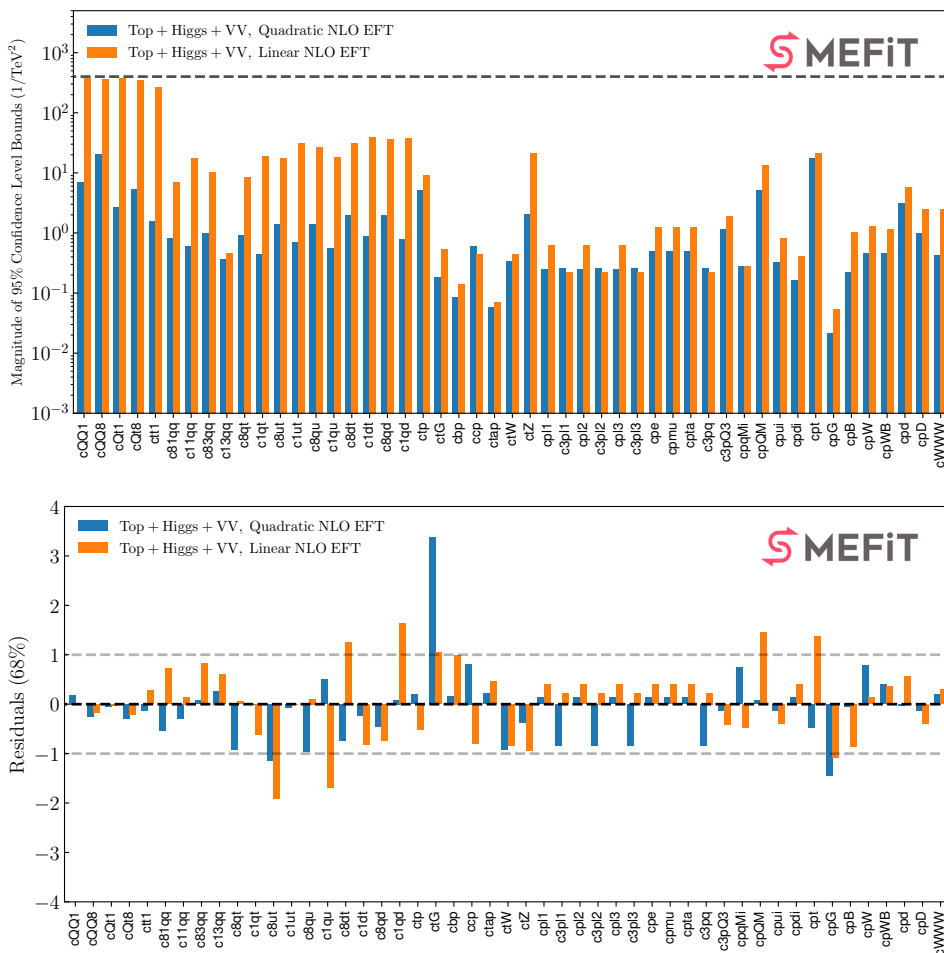 Top + Higgs + VV, Quadratic NLO EFT
Top + Higgs + VV, Linear NLO EFT
SMEFiT
Magnitude of 95% Confidence Level Bounds (1/TeV²)
10³
10²
10¹
10⁰
10⁻¹
10⁻²
10⁻³
cQQ1 cQQ8 cQt1 cQt8 ctt1 c81qq c11qq c83qq c13qq c8qt c1qt c8ut c1ut c8qu c1qu c8dt c1dt c8qd c1qd ctp ctG cbp ccp ctap ctW ctZ cpl1 c3pl1 cpl2 c3pl2 cpl3 c3pl3 cpe cpmu cpta c3pq c3pQ3 cpqMi cpQM cpui cpdi cpt cpG cpB cpW cpWB cpd cpD cWWW
Top + Higgs + VV, Quadratic NLO EFT
Top + Higgs + VV, Linear NLO EFT
SMEFiT
Residuals (68%)
4
3
2
1
0
−1
−2
−3
−4
cQQ1 cQQ8 cQt1 cQt8 ctt1 c81qq c11qq c83qq c13qq c8qt c1qt c8ut c1ut c8qu c1qu c8dt c1dt c8qd c1qd ctp ctG cbp ccp ctap ctW ctZ cpl1 c3pl1 cpl2 c3pl2 cpl3 c3pl3 cpe cpmu cpta c3pq c3pQ3 cpqMi cpQM cpui cpdi cpt cpG cpB cpW cpWB cpd cpD cWWW